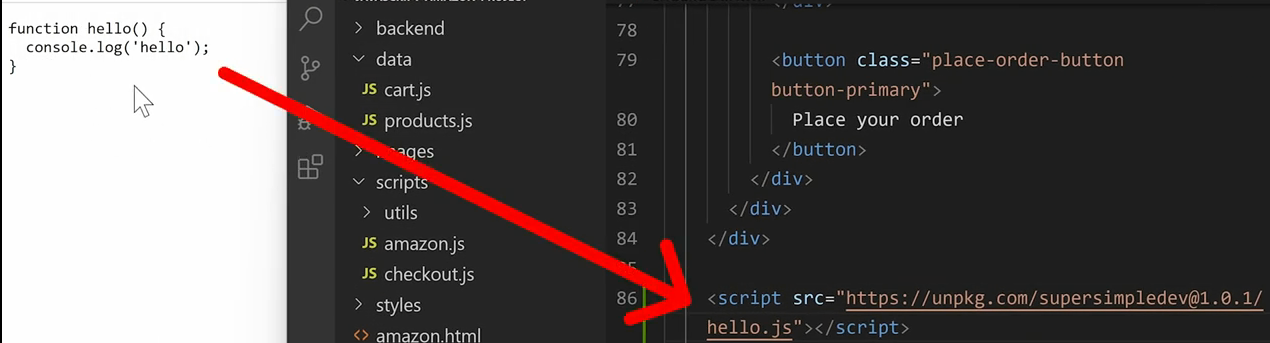 function hello() {
  console.log('hello');
}
backend
data
JS cart.js
JS products.js
images
scripts
utils
JS amazon.js
JS checkout.js
styles
<> amazon.html
78
79 <button class="place-order-button
button-primary">
80 Place your order
81 </button>
82 </div>
83 </div>
84 </div>
85
86 <script src="https://unpkg.com/supersimpledev@1.0.1/
hello.js"></script>